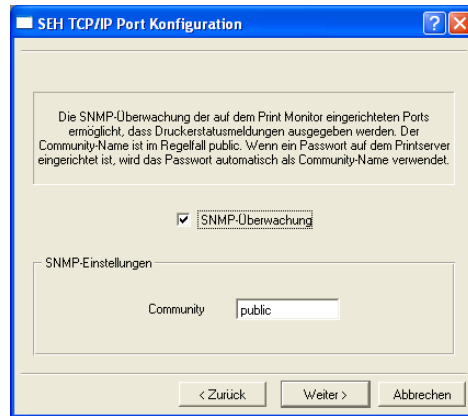 SEH TCP/IP Port Konfiguration
Die SNMP-Überwachung der auf dem Print Monitor eingerichteten Ports
ermöglicht, dass Druckerstatusmeldungen ausgegeben werden. Der
Community-Name ist im Regelfall public. Wenn ein Passwort auf dem Printserver
eingerichtet ist, wird das Passwort automatisch als Community-Name verwendet.
SNMP-Überwachung
SNMP-Einstellungen
Community public
< Zurück Weiter > Abbrechen